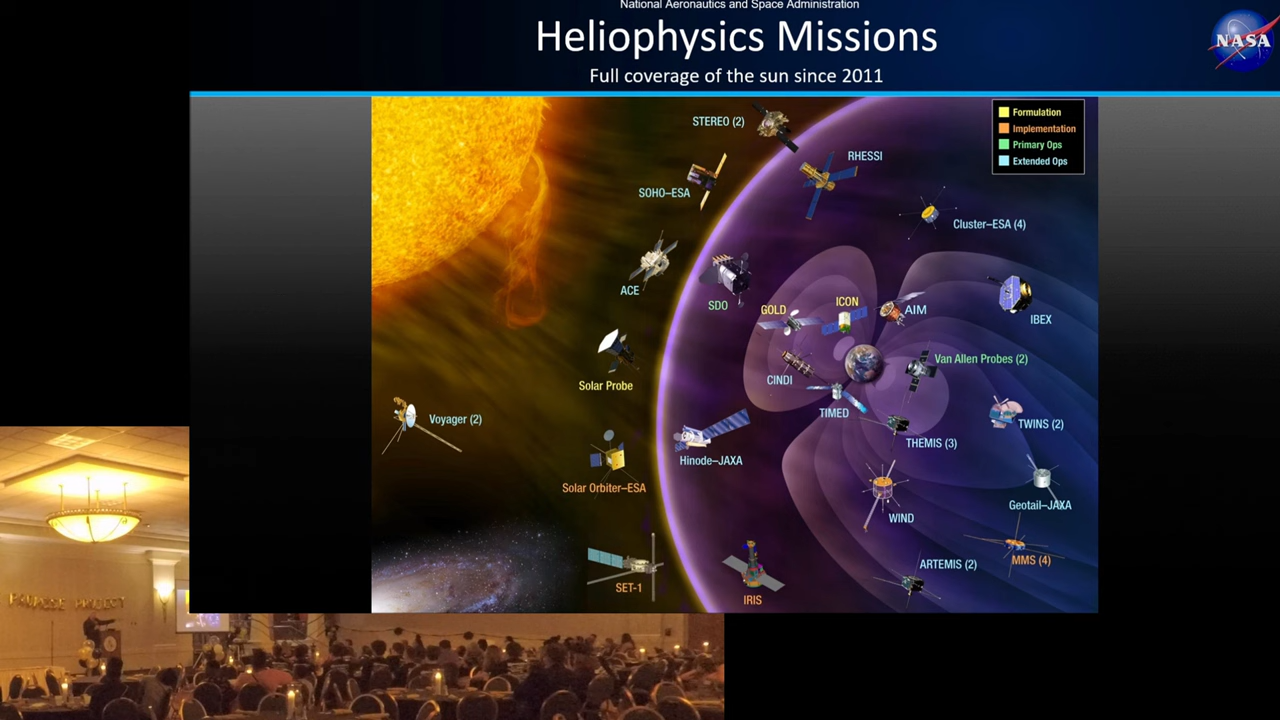 National Aeronautics and Space Administration
Heliophysics Missions
Full coverage of the sun since 2011
NASA
Formulation
Implementation
Primary Ops
Extended Ops
STEREO (2)
RHESSI
SOHO–ESA
Cluster–ESA (4)
ACE
SDO
GOLD
ICON
AIM
IBEX
Solar Probe
CINDI
Van Allen Probes (2)
Voyager (2)
TIMED
TWINS (2)
THEMIS (3)
Hinode–JAXA
Solar Orbiter–ESA
Geotail–JAXA
WIND
MMS (4)
ARTEMIS (2)
SET-1
IRIS
PROJECT